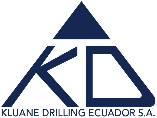 KD
KLUANE DRILLING ECUADOR S.A.